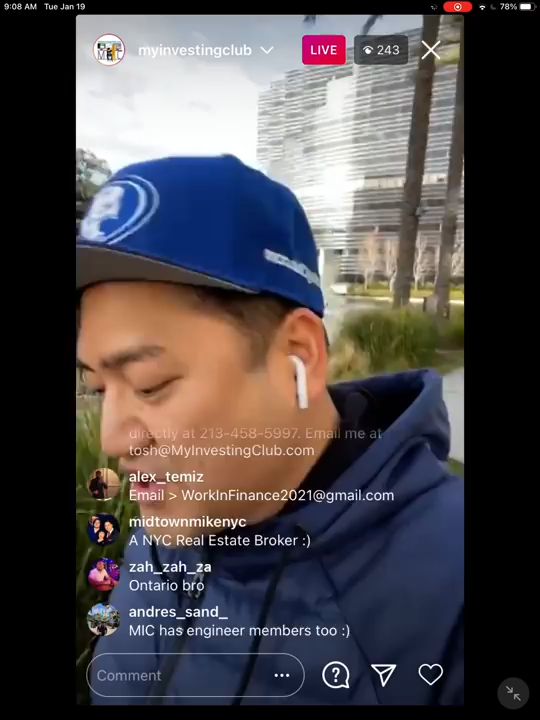 9:08 AM Tue Jan 19
78%
myinvestingclub
LIVE
243
directly at 213-458-5997. Email me at
tosh@MyInvestingClub.com
alex_temiz
Email > WorkInFinance2021@gmail.com
midtownmikenyc
A NYC Real Estate Broker :)
zah_zah_za
Ontario bro
andres_sand_
MIC has engineer members too :)
Comment